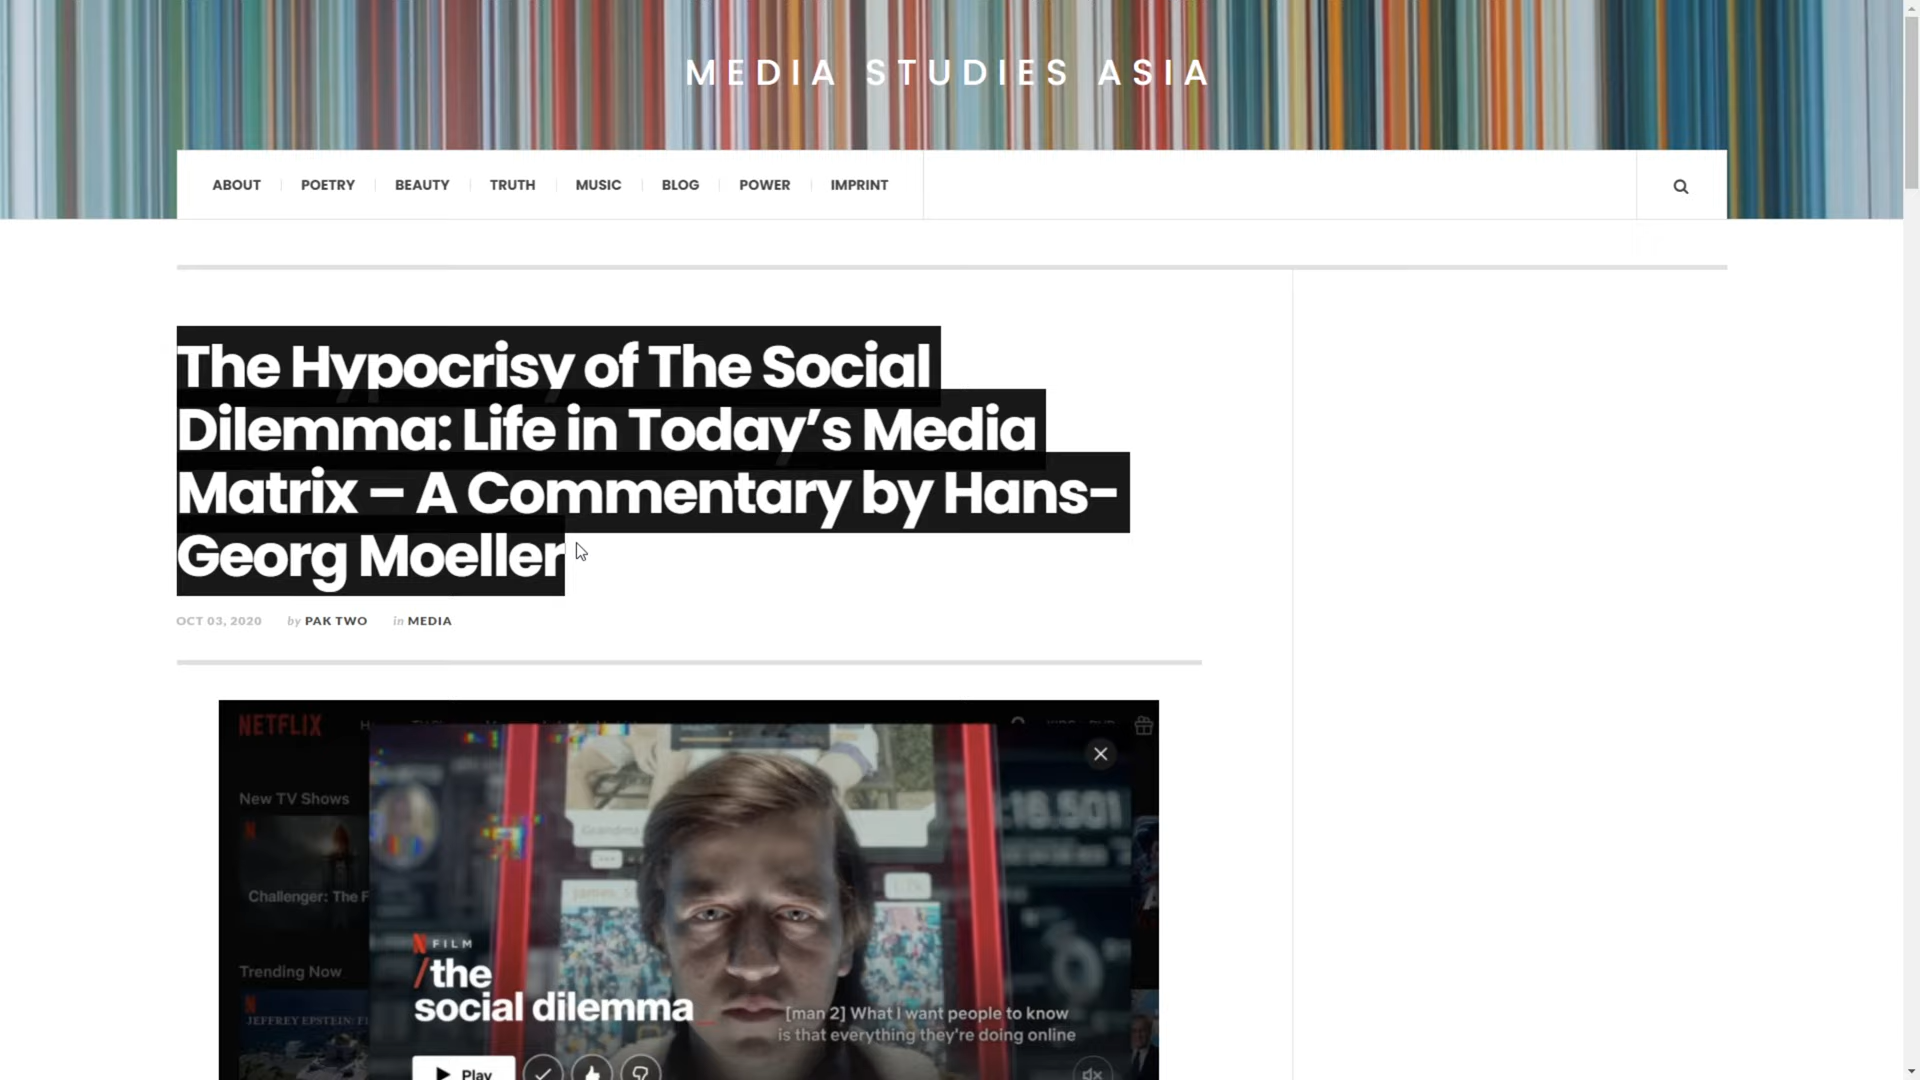 MEDIA STUDIES ASIA
ABOUT
POETRY
BEAUTY
TRUTH
MUSIC
BLOG
POWER
IMPRINT
The Hypocrisy of The Social
Dilemma: Life in Today’s Media
Matrix – A Commentary by Hans-
Georg Moeller
OCT 03, 2020 by PAK TWO in MEDIA
NETFLIX
New TV Shows
Challenger: The F
Trending Now
JEFFREY EPSTEIN: FI
FILM
/the
social dilemma
[man 2] What I want people to know
is that everything they're doing online
Play